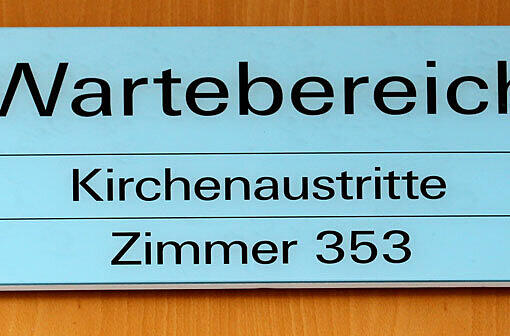 Wartebereich
Kirchenaustritte
Zimmer 353